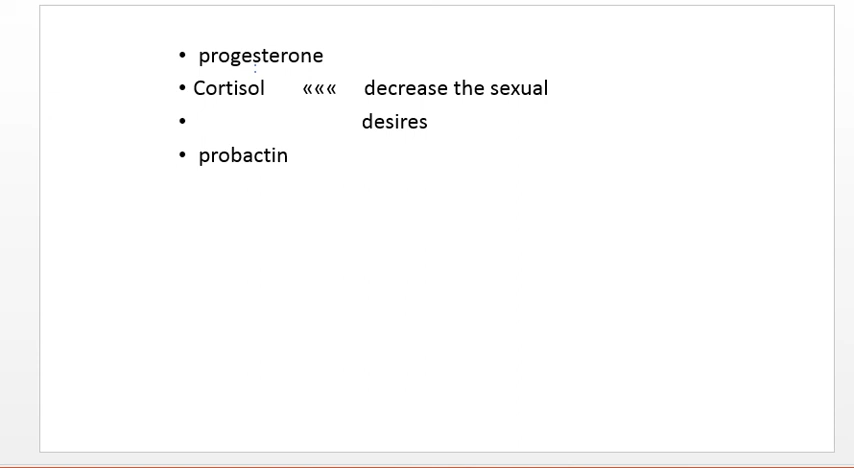 • progesterone
• Cortisol ««« decrease the sexual
• desires
• probactin